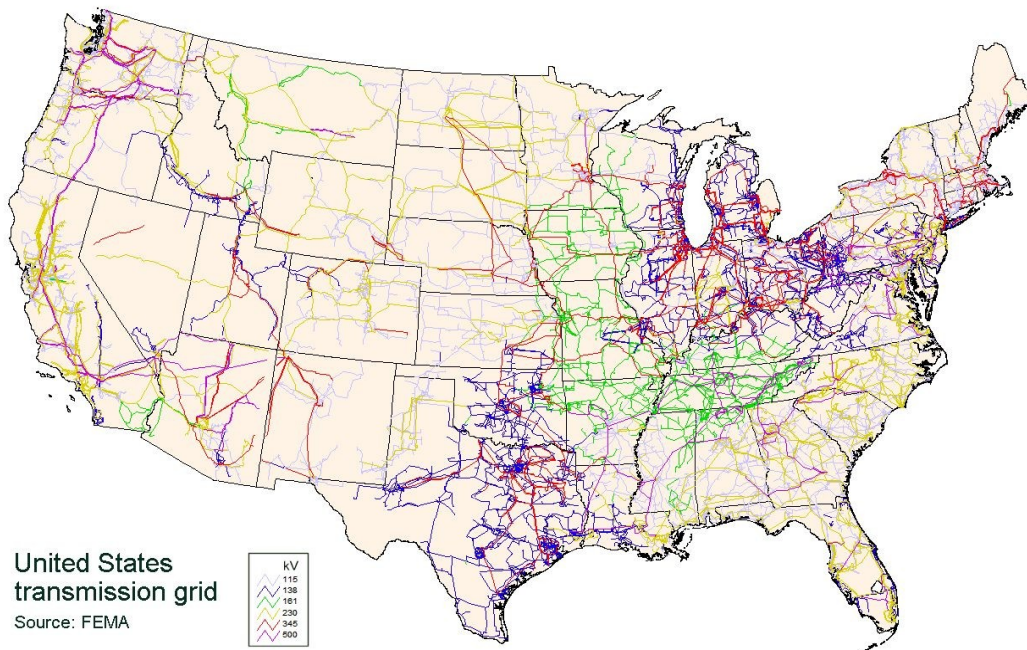 United States
transmission grid
Source: FEMA
kV
115
138
161
230
345
500